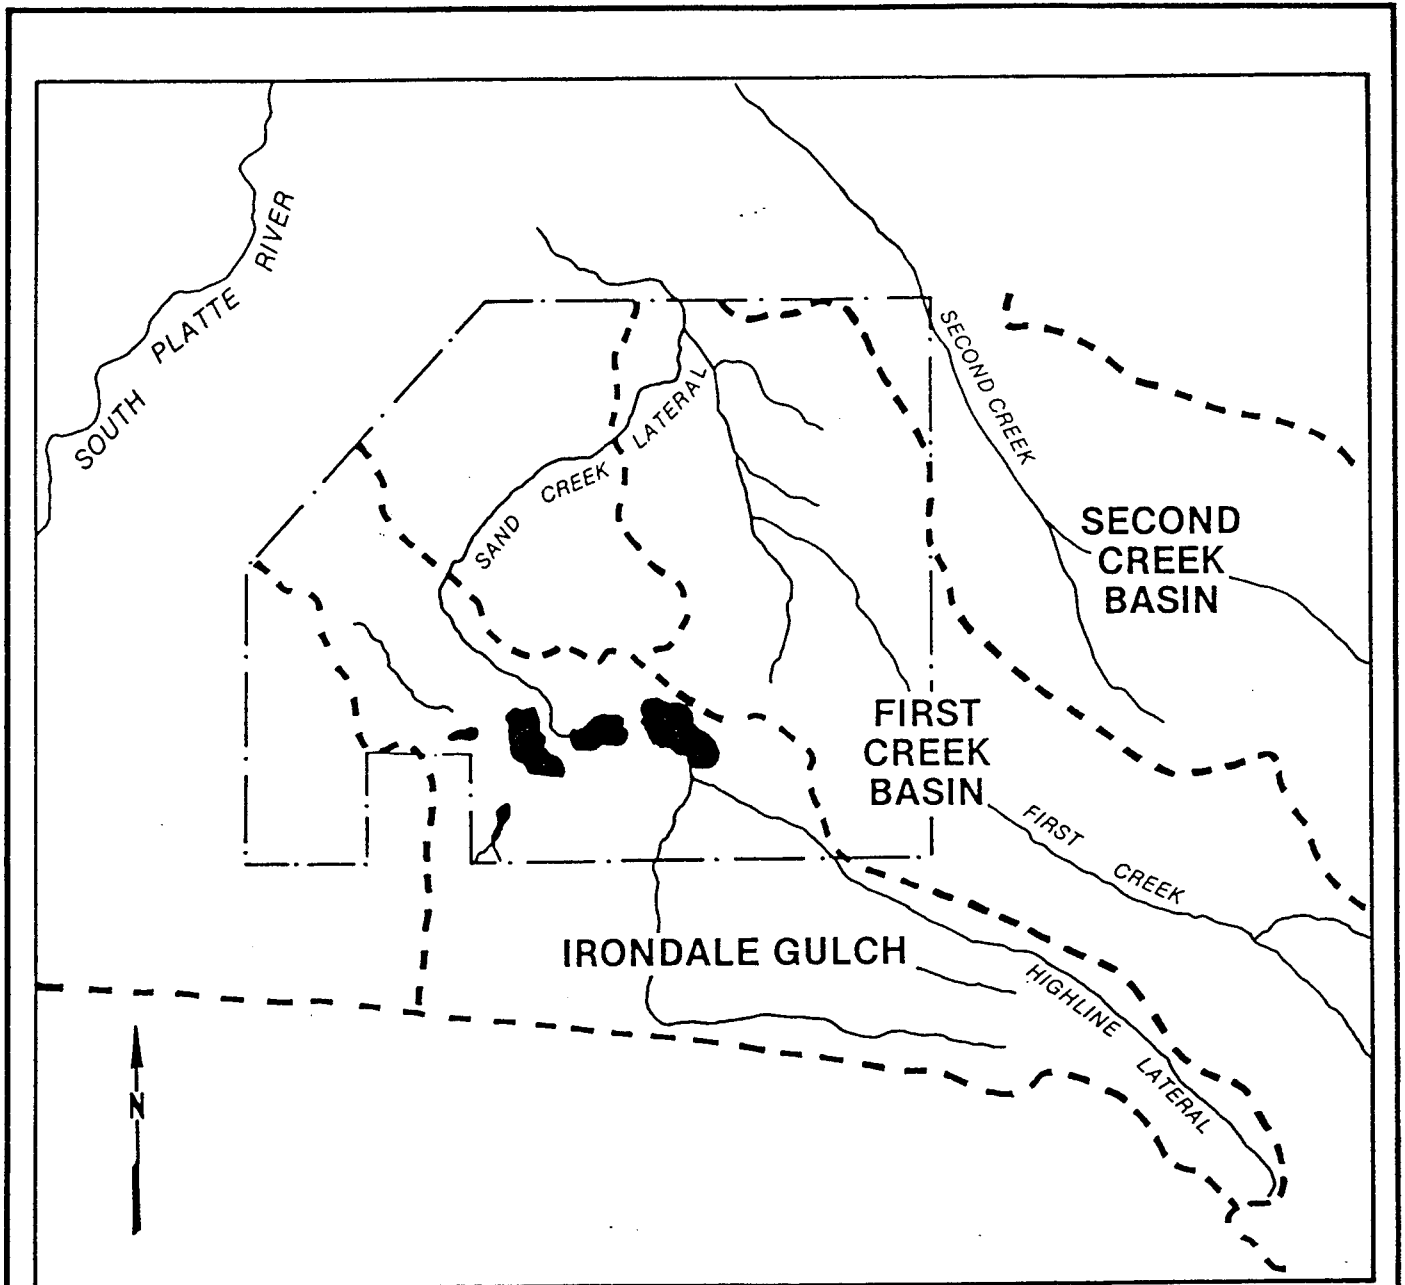 SOUTH PLATTE RIVER
SECOND CREEK
SAND CREEK LATERAL
SECOND
CREEK
BASIN
FIRST
CREEK
BASIN
FIRST CREEK
IRONDALE GULCH
HIGHLINE LATERAL
N